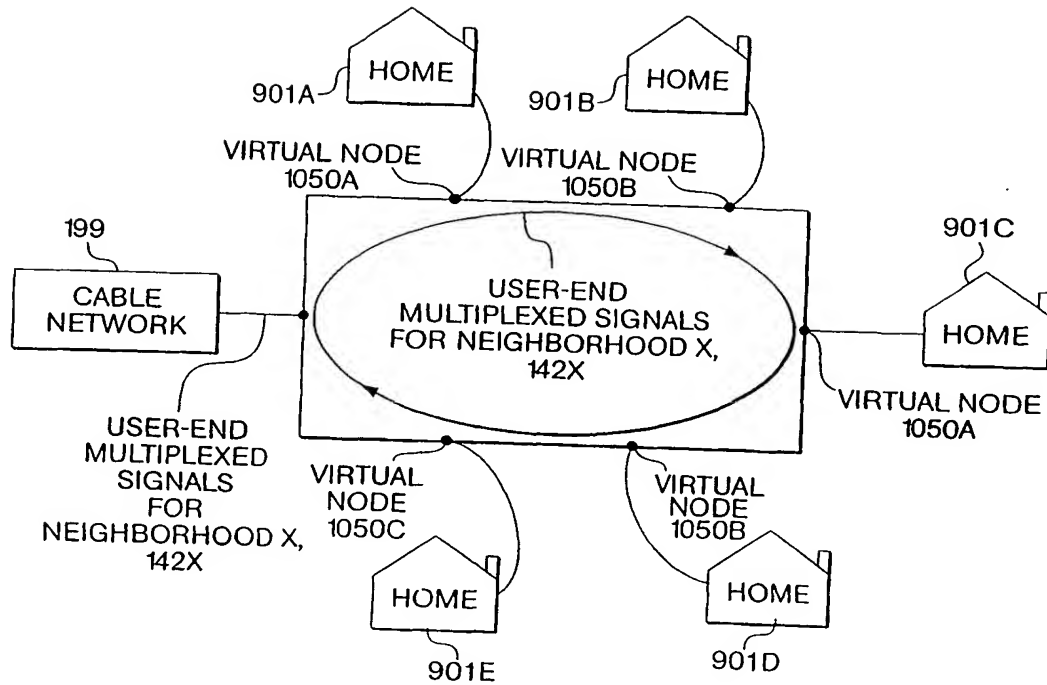 HOME
901A
HOME
901B
VIRTUAL NODE
1050A
VIRTUAL NODE
1050B
199
CABLE
NETWORK
901C
HOME
USER-END
MULTIPLEXED SIGNALS
FOR NEIGHBORHOOD X,
142X
VIRTUAL NODE
1050A
USER-END
MULTIPLEXED
SIGNALS
FOR
NEIGHBORHOOD X,
142X
VIRTUAL
NODE
1050C
VIRTUAL
NODE
1050B
HOME
901E
HOME
901D